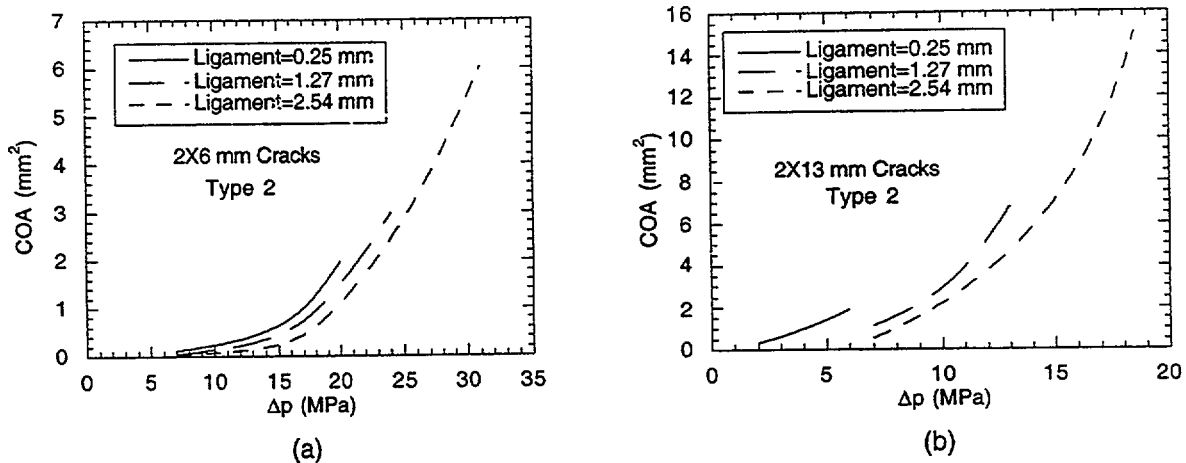 7
6
5
4
3
2
1
0
COA (mm²)
Ligament=0.25 mm
Ligament=1.27 mm
Ligament=2.54 mm
2X6 mm Cracks
Type 2
0 5 10 15 20 25 30 35
Δp (MPa)
(a)
16
14
12
10
8
6
4
2
0
COA (mm²)
Ligament=0.25 mm
Ligament=1.27 mm
Ligament=2.54 mm
2X13 mm Cracks
Type 2
0 5 10 15 20
Δp (MPa)
(b)